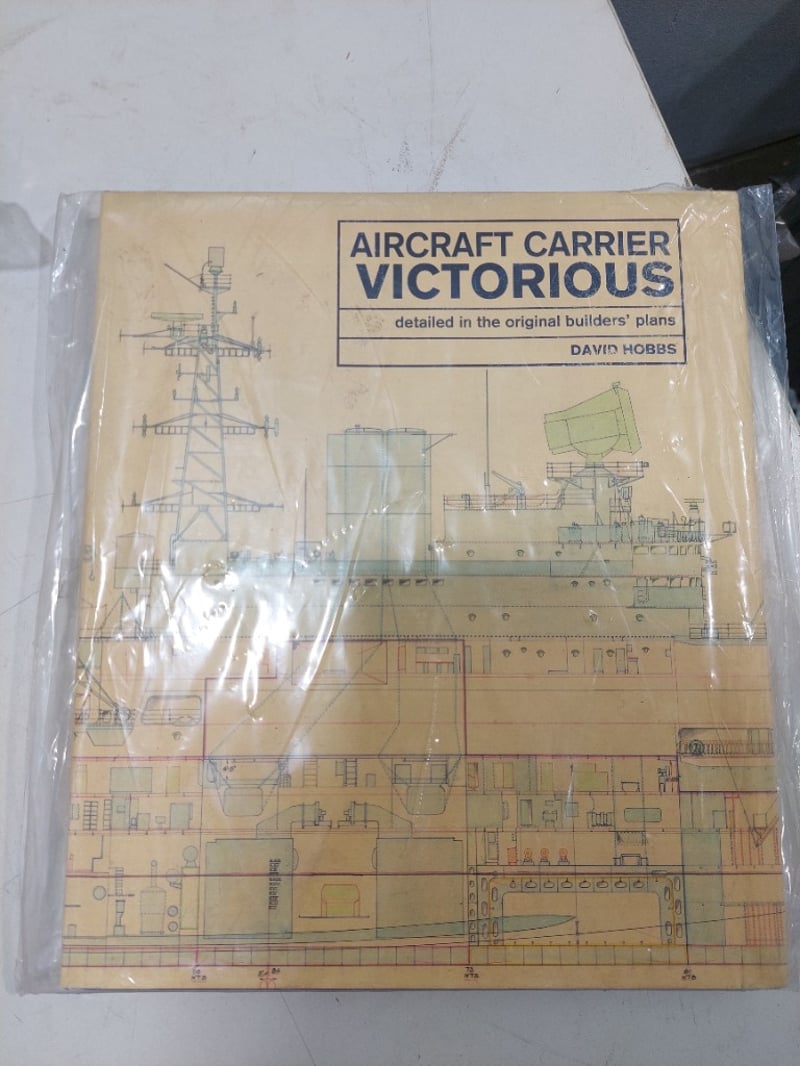 AIRCRAFT CARRIER
VICTORIOUS
detailed in the original builders' plans
DAVID HOBBS